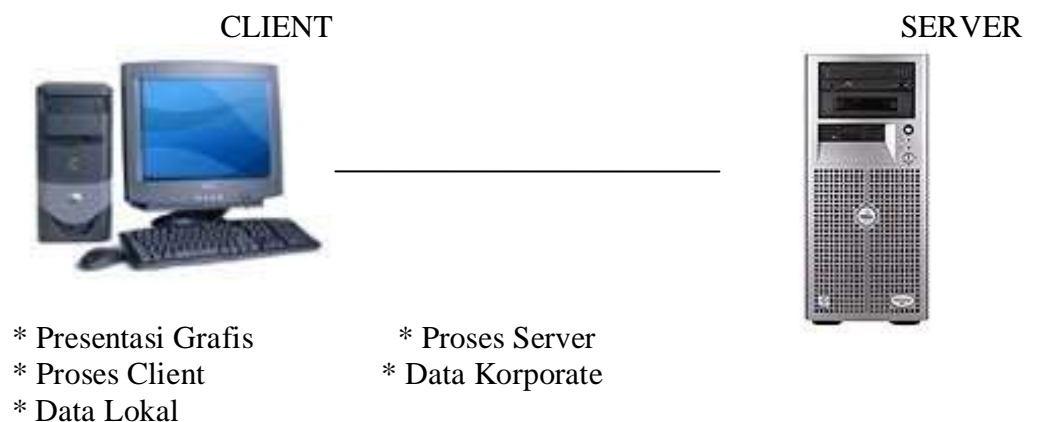 CLIENT SERVER
* Presentasi Grafis * Proses Server
* Proses Client * Data Korporate
* Data Lokal